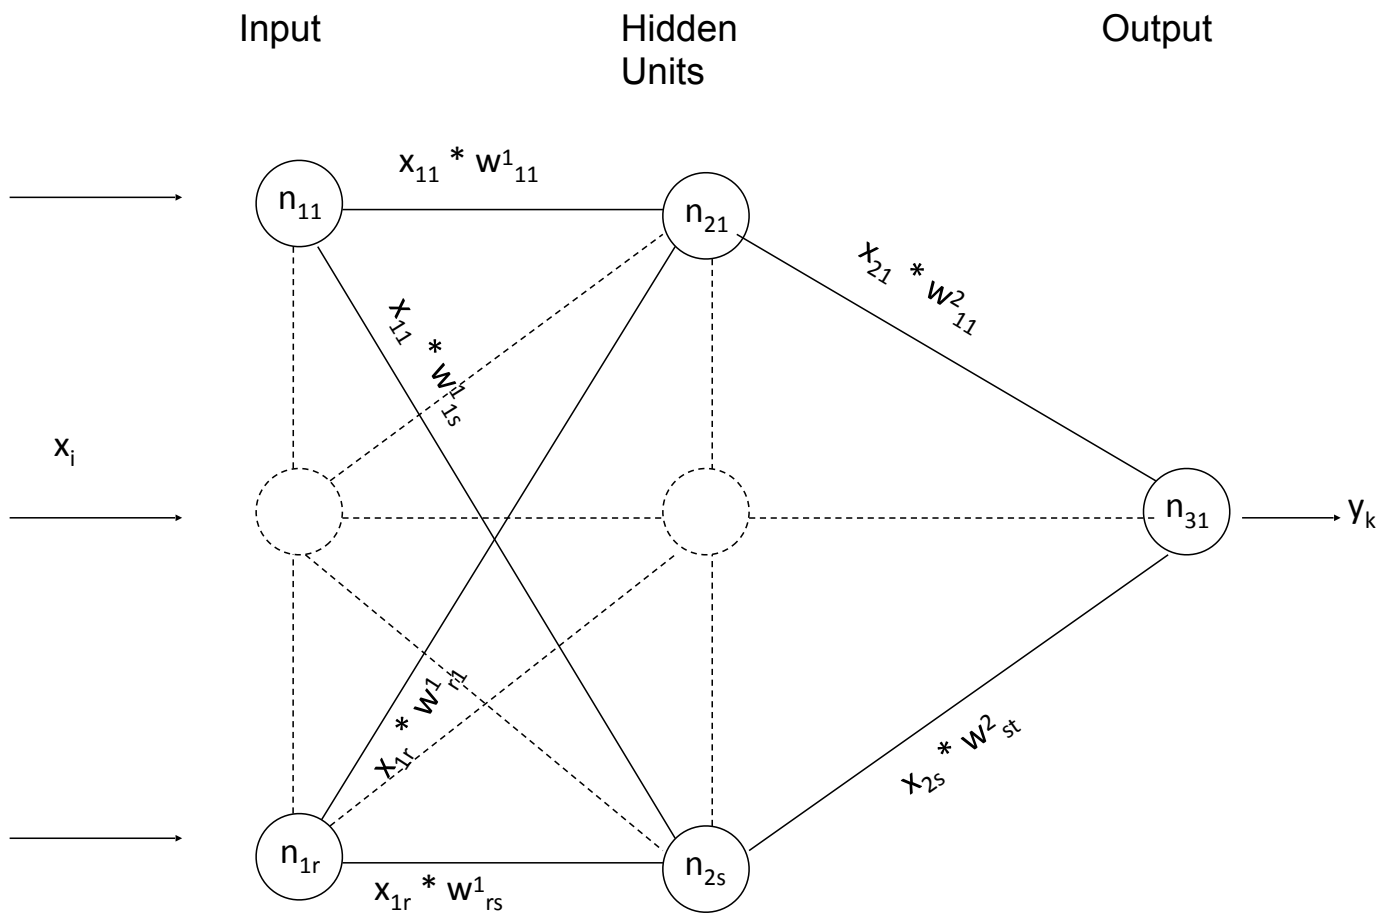 Input
Hidden
Units
Output
x₁₁ * w¹₁₁
n₁₁
n₂₁
x₂₁ * w²₁₁
x₁₁ * w¹₁ₛ
xᵢ
n₃₁
yₖ
x₁ᵣ * w¹ᵣ₁
x₂ₛ * w²ₛₜ
n₁ᵣ
n₂ₛ
x₁ᵣ * w¹ᵣₛ